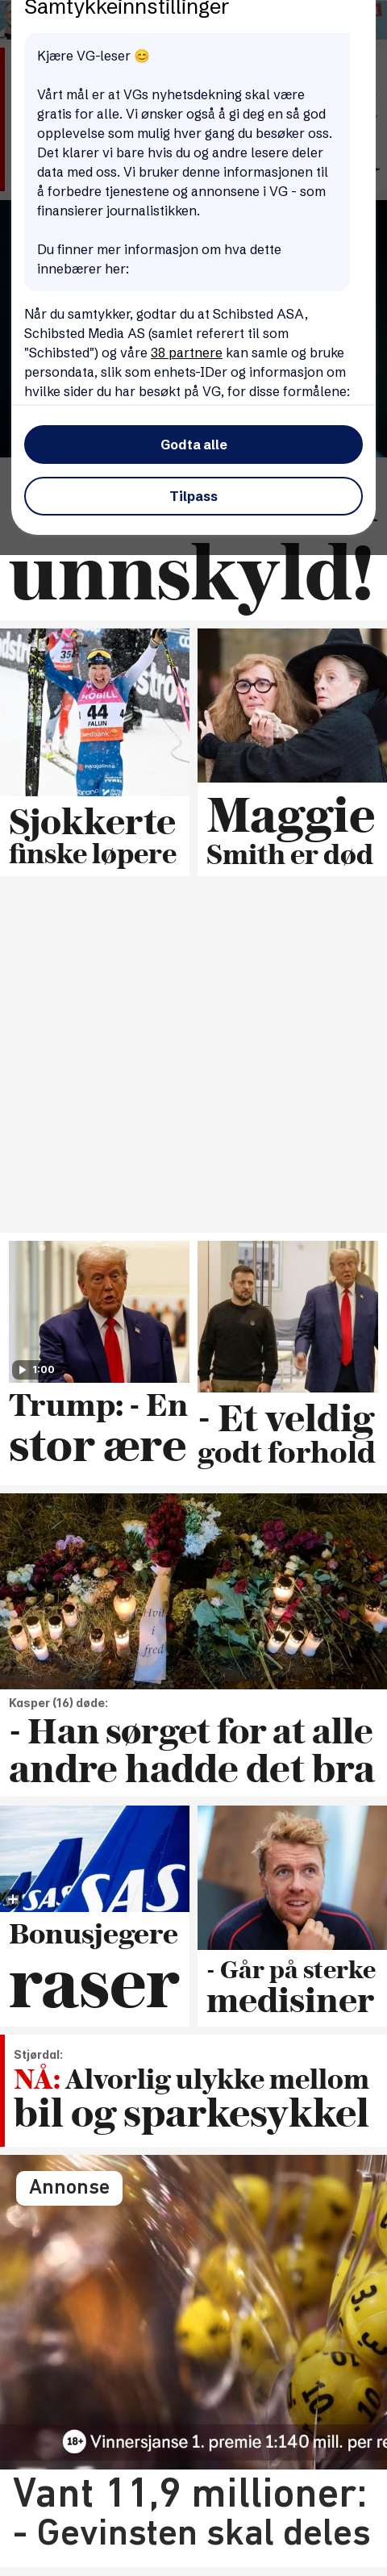 Samtykkeinnstillinger
Kjære VG-leser 😊
Vårt mål er at VGs nyhetsdekning skal være
gratis for alle. Vi ønsker også å gi deg en så god
opplevelse som mulig hver gang du besøker oss.
Det klarer vi bare hvis du og andre lesere deler
data med oss. Vi bruker denne informasjonen til
å forbedre tjenestene og annonsene i VG - som
finansierer journalistikken.
Du finner mer informasjon om hva dette
innebærer her:
Når du samtykker, godtar du at Schibsted ASA,
Schibsted Media AS (samlet referert til som
"Schibsted") og våre 38 partnere kan samle og bruke
persondata, slik som enhets-IDer og informasjon om
hvilke sider du har besøkt på VG, for disse formålene:
Godta alle
Tilpass
unnskyld!
35
KOBILL
44
FALUN
Swedbank
Sjokkerte
finske løpere
Maggie
Smith er død
1:00
Trump: - En
stor ære
- Et veldig
godt forhold
Hvil
i
fred
Kasper (16) døde:
- Han sørget for at alle
andre hadde det bra
SAS
SAS
Bonusjegere
raser
- Går på sterke
medisiner
Stjørdal:
NÅ: Alvorlig ulykke mellom
bil og sparkesykkel
Annonse
10
18+ Vinnersjanse 1. premie 1:140 mill. per re
Vant 11,9 millioner:
- Gevinsten skal deles